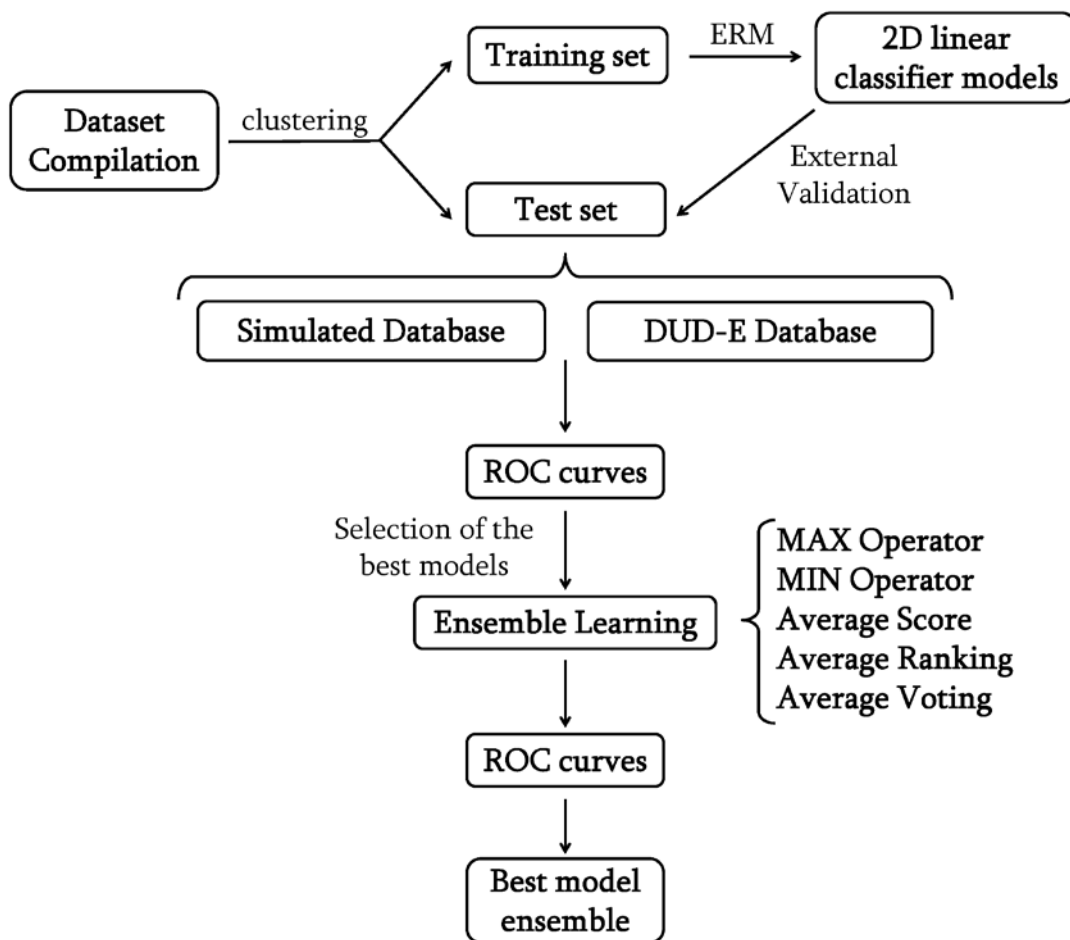 Dataset
Compilation
clustering
Training set
ERM
2D linear
classifier models
External
Validation
Test set
Simulated Database
DUD-E Database
ROC curves
Selection of the
best models
Ensemble Learning
MAX Operator
MIN Operator
Average Score
Average Ranking
Average Voting
ROC curves
Best model
ensemble